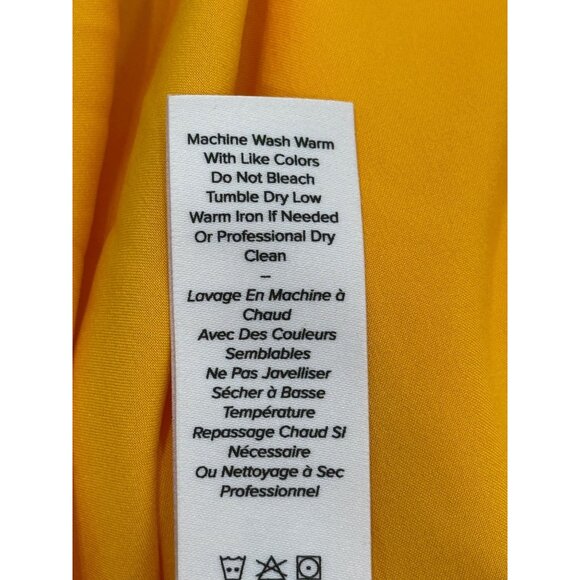 Machine Wash Warm
With Like Colors
Do Not Bleach
Tumble Dry Low
Warm Iron If Needed
Or Professional Dry
Clean
–
Lavage En Machine à
Chaud
Avec Des Couleurs
Semblables
Ne Pas Javelliser
Sécher à Basse
Température
Repassage Chaud SI
Nécessaire
Ou Nettoyage à Sec
Professionnel